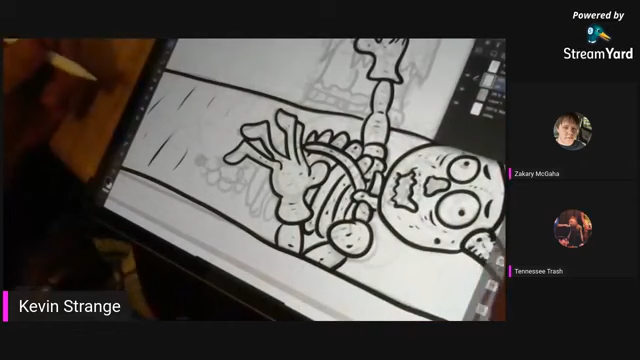 Powered by
StreamYard
Zakary McGaha
Tennessee Trash
Kevin Strange